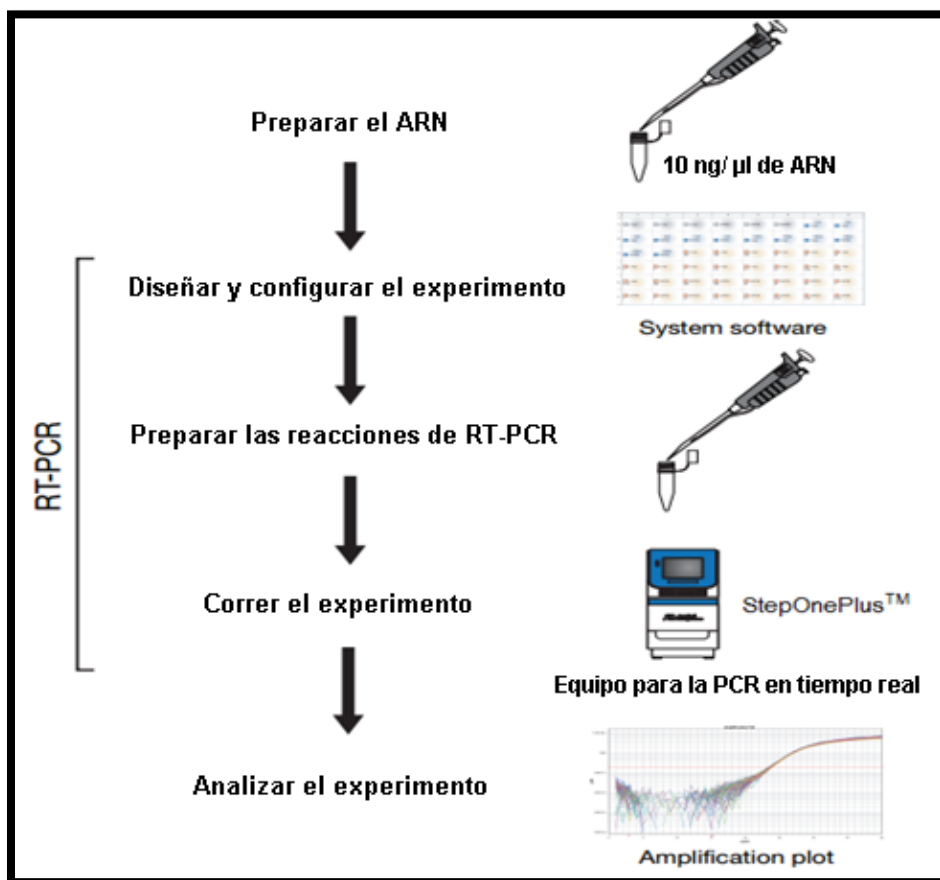 Preparar el ARN
10 ng/ µl de ARN
Diseñar y configurar el experimento
System software
Preparar las reacciones de RT-PCR
RT-PCR
Correr el experimento
StepOnePlus™
Equipo para la PCR en tiempo real
Analizar el experimento
Amplification plot